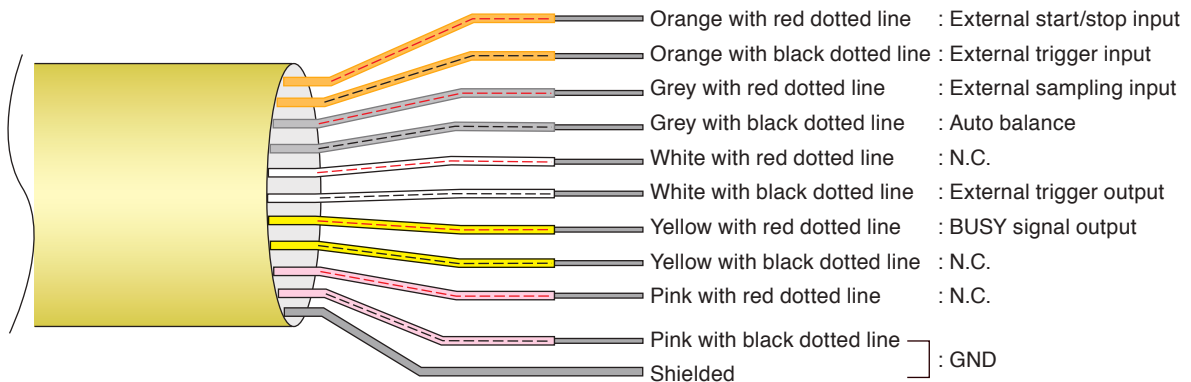 Orange with red dotted line : External start/stop input
Orange with black dotted line : External trigger input
Grey with red dotted line : External sampling input
Grey with black dotted line : Auto balance
White with red dotted line : N.C.
White with black dotted line : External trigger output
Yellow with red dotted line : BUSY signal output
Yellow with black dotted line : N.C.
Pink with red dotted line : N.C.
Pink with black dotted line
: GND
Shielded